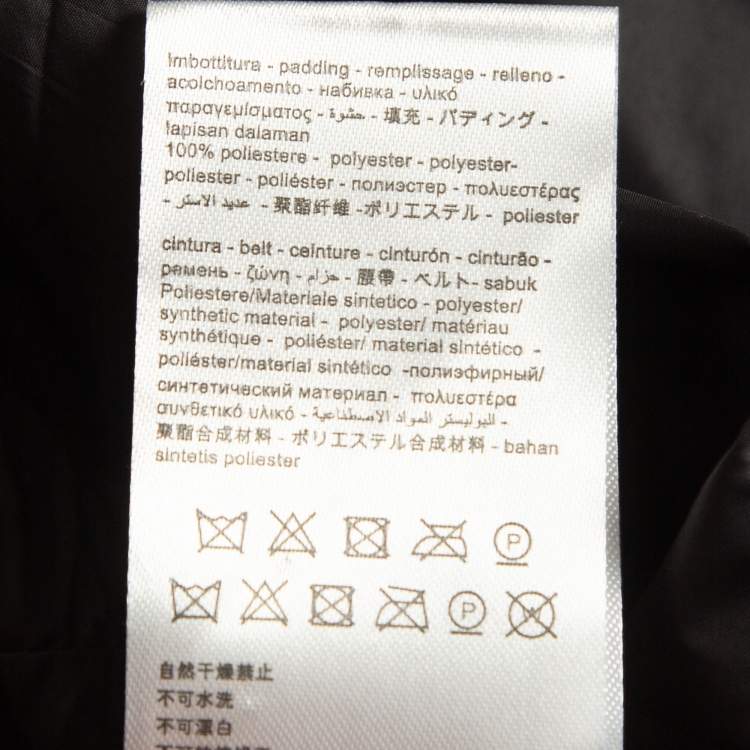 imbottitura - padding - remplissage - relleno -
acolchoamento - набивка - υλικό
παραγεμίσματος - حشوة - 填充 - パディング -
lapisan dalaman
100% poliestere - polyester - polyester-
poliester - poliéster - полиэстер - πολυεστέρας
- عديد الاستر - 聚酯纤维 -ポリエステル - poliester
cintura - belt - ceinture - cinturón - cinturão -
ремень - ζώνη - حزام - 腰帶 - ベルト- sabuk
Poliestere/Materiale sintetico - polyester/
synthetic material - polyester/ matériau
synthétique - poliéster/ material sintético -
poliéster/material sintético -полиэфирный/
синтетический материал - πολυεστέρα
συνθετικό υλικό - للبوليستر المواد الاصطناعية -
聚酯合成材料 - ポリエステル合成材料 - bahan
sintetis poliester
P
P W
自然干燥禁止
不可水洗
不可漂白